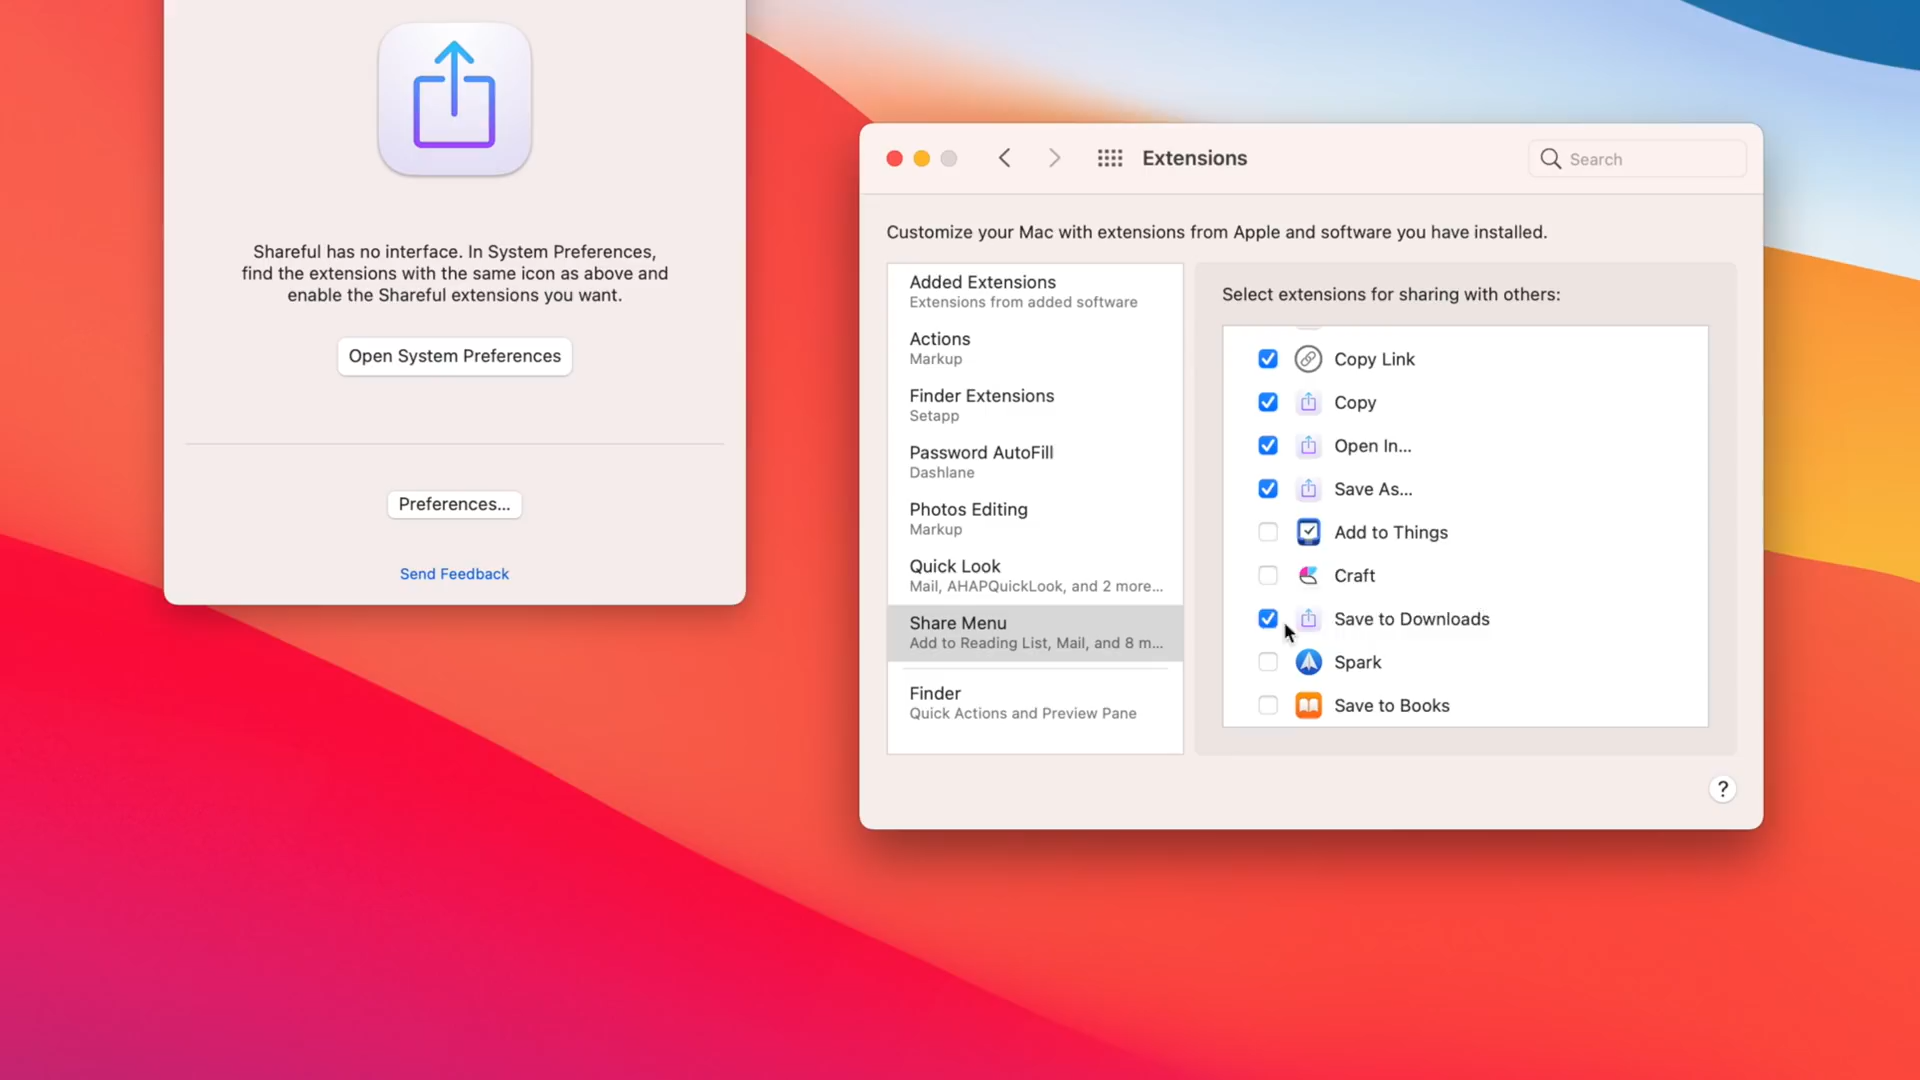 Shareful has no interface. In System Preferences,
find the extensions with the same icon as above and
enable the Shareful extensions you want.
Open System Preferences
Preferences...
Send Feedback
Extensions
Search
Customize your Mac with extensions from Apple and software you have installed.
Added Extensions
Extensions from added software
Actions
Markup
Finder Extensions
Setapp
Password AutoFill
Dashlane
Photos Editing
Markup
Quick Look
Mail, AHAPQuickLook, and 2 more...
Share Menu
Add to Reading List, Mail, and 8 m...
Finder
Quick Actions and Preview Pane
Select extensions for sharing with others:
Copy Link
Copy
Open In...
Save As...
Add to Things
Craft
Save to Downloads
Spark
Save to Books
?